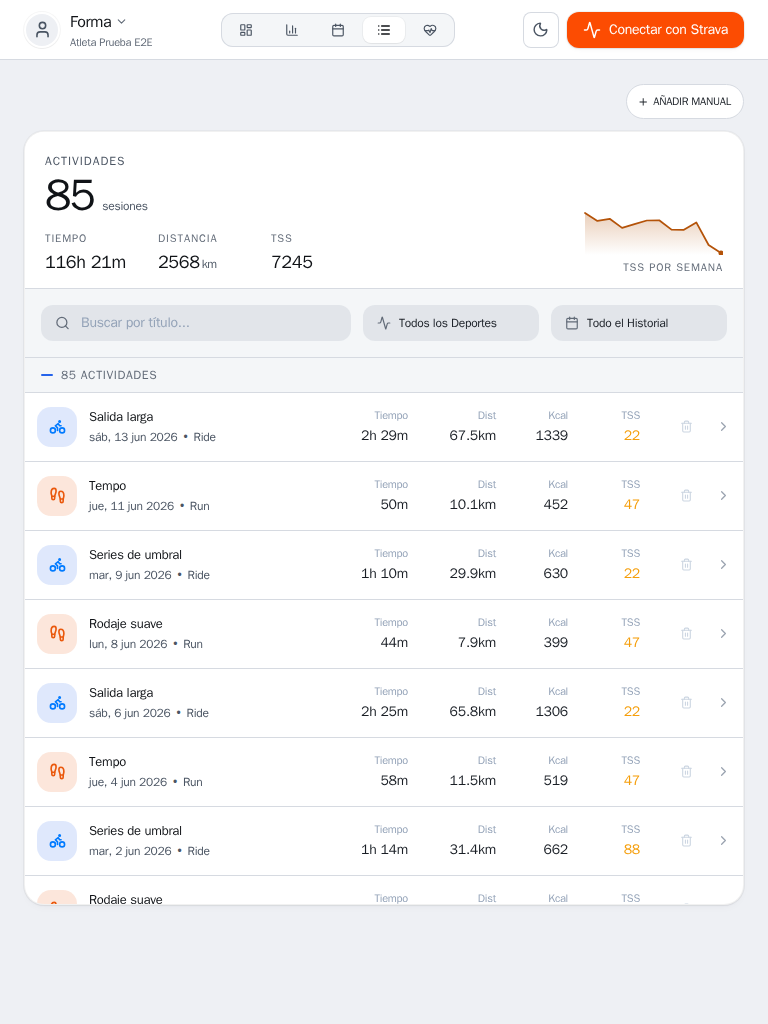 Forma
Atleta Prueba E2E
Conectar con Strava
+ AÑADIR MANUAL
ACTIVIDADES
85 sesiones
TIEMPO DISTANCIA TSS
116h 21m 2568 km 7245
TSS POR SEMANA
Buscar por título... Todos los Deportes Todo el Historial
85 ACTIVIDADES
Salida larga Tiempo Dist Kcal TSS
sáb, 13 jun 2026 • Ride 2h 29m 67.5km 1339 22
Tempo Tiempo Dist Kcal TSS
jue, 11 jun 2026 • Run 50m 10.1km 452 47
Series de umbral Tiempo Dist Kcal TSS
mar, 9 jun 2026 • Ride 1h 10m 29.9km 630 22
Rodaje suave Tiempo Dist Kcal TSS
lun, 8 jun 2026 • Run 44m 7.9km 399 47
Salida larga Tiempo Dist Kcal TSS
sáb, 6 jun 2026 • Ride 2h 25m 65.8km 1306 22
Tempo Tiempo Dist Kcal TSS
jue, 4 jun 2026 • Run 58m 11.5km 519 47
Series de umbral Tiempo Dist Kcal TSS
mar, 2 jun 2026 • Ride 1h 14m 31.4km 662 88
Rodaje suave Tiempo Dist Kcal TSS